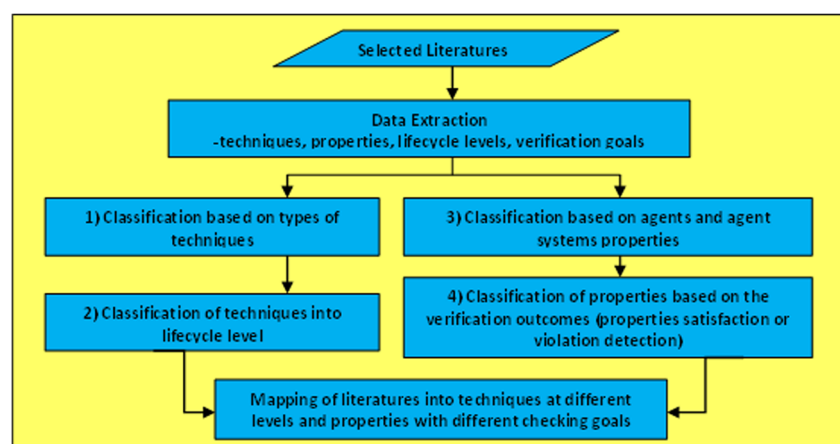 Selected Literatures
Data Extraction
-techniques, properties, lifecycle levels, verification goals
1) Classification based on types of
techniques
3) Classification based on agents and agent
systems properties
2) Classification of techniques into
lifecycle level
4) Classification of properties based on the
verification outcomes (properties satisfaction or
violation detection)
Mapping of literatures into techniques at different
levels and properties with different checking goals